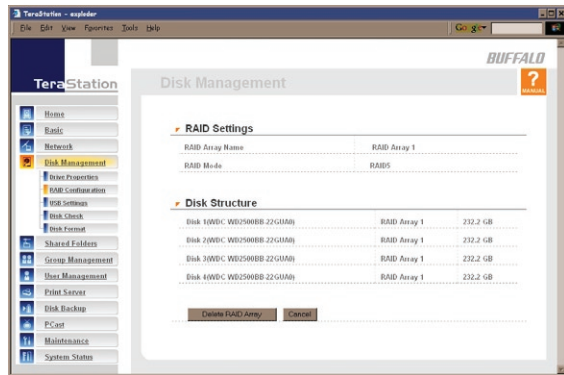 TeraStation - exploder
File Edit View Favorites Tools Help
Google
BUFFALO
TeraStation
Disk Management
?
MANUAL
Home
Basic
Network
Disk Management
Drive Properties
RAID Configuration
USB Settings
Disk Check
Disk Format
Shared Folders
Group Management
User Management
Print Server
Disk Backup
PCast
Maintenance
System Status
RAID Settings
RAID Array Name RAID Array 1
RAID Mode RAID5
Disk Structure
Disk 1(WDC WD2500BB-22GUA0) RAID Array 1 232.2 GB
Disk 2(WDC WD2500BB-22GUA0) RAID Array 1 232.2 GB
Disk 3(WDC WD2500BB-22GUA0) RAID Array 1 232.2 GB
Disk 4(WDC WD2500BB-22GUA0) RAID Array 1 232.2 GB
Delete RAID Array Cancel